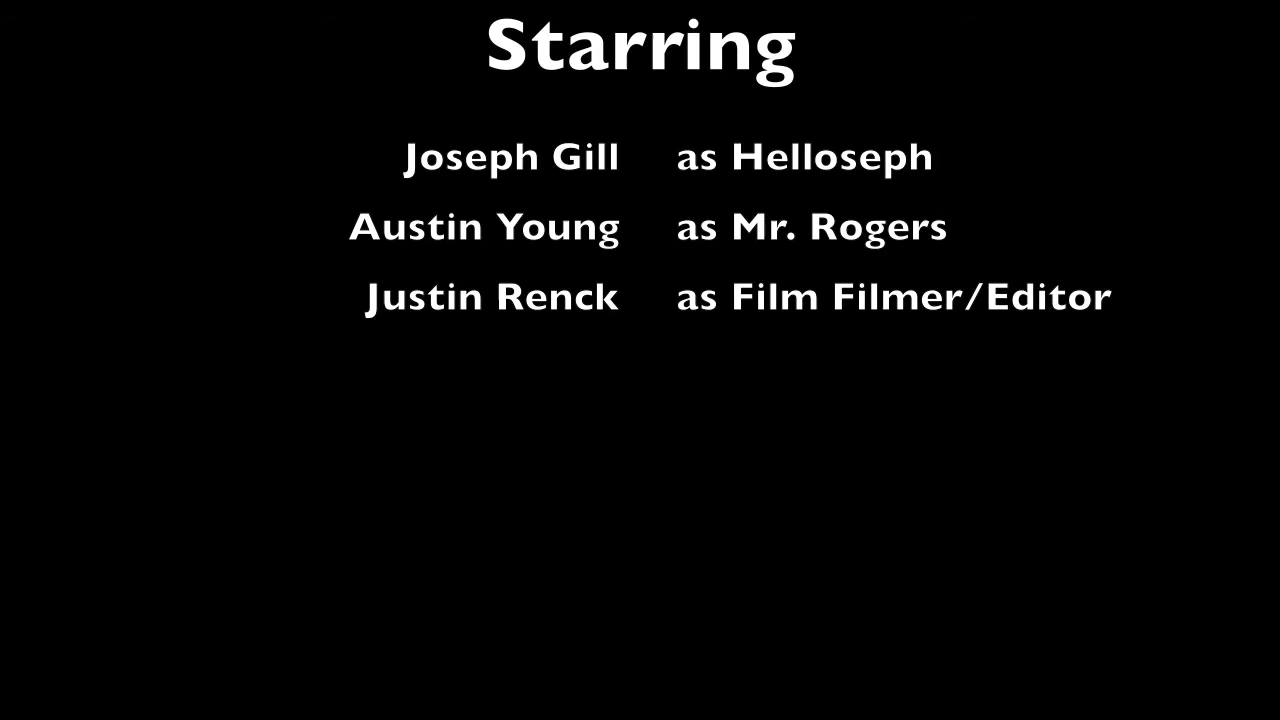 Starring
Joseph Gill as Helloseph
Austin Young as Mr. Rogers
Justin Renck as Film Filmer/Editor